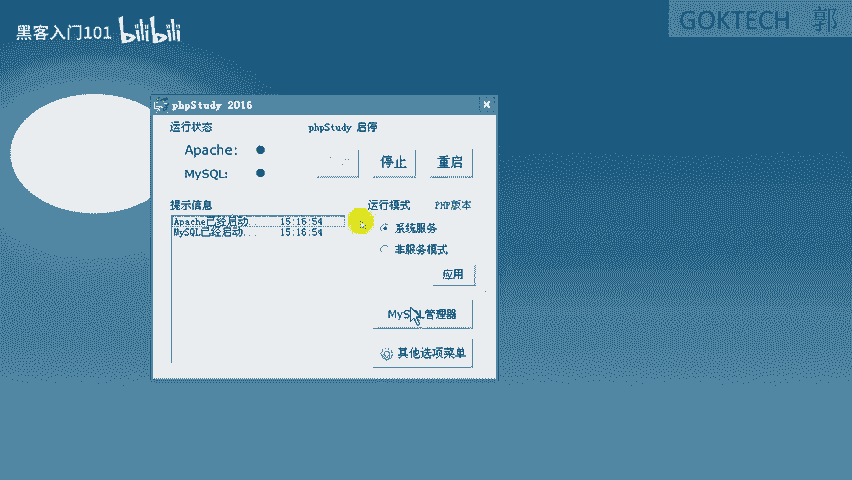 黑客入门101 bilibili
GOKTECH 郭
phpStudy 2016
运行状态 phpStudy 启停
Apache:
MySQL:
停止 重启
提示信息 运行模式 PHP版本
Apache已经启动... 15:16:54
MySQL已经启动... 15:16:54
系统服务
非服务模式
应用
MySQL管理器
其他选项菜单